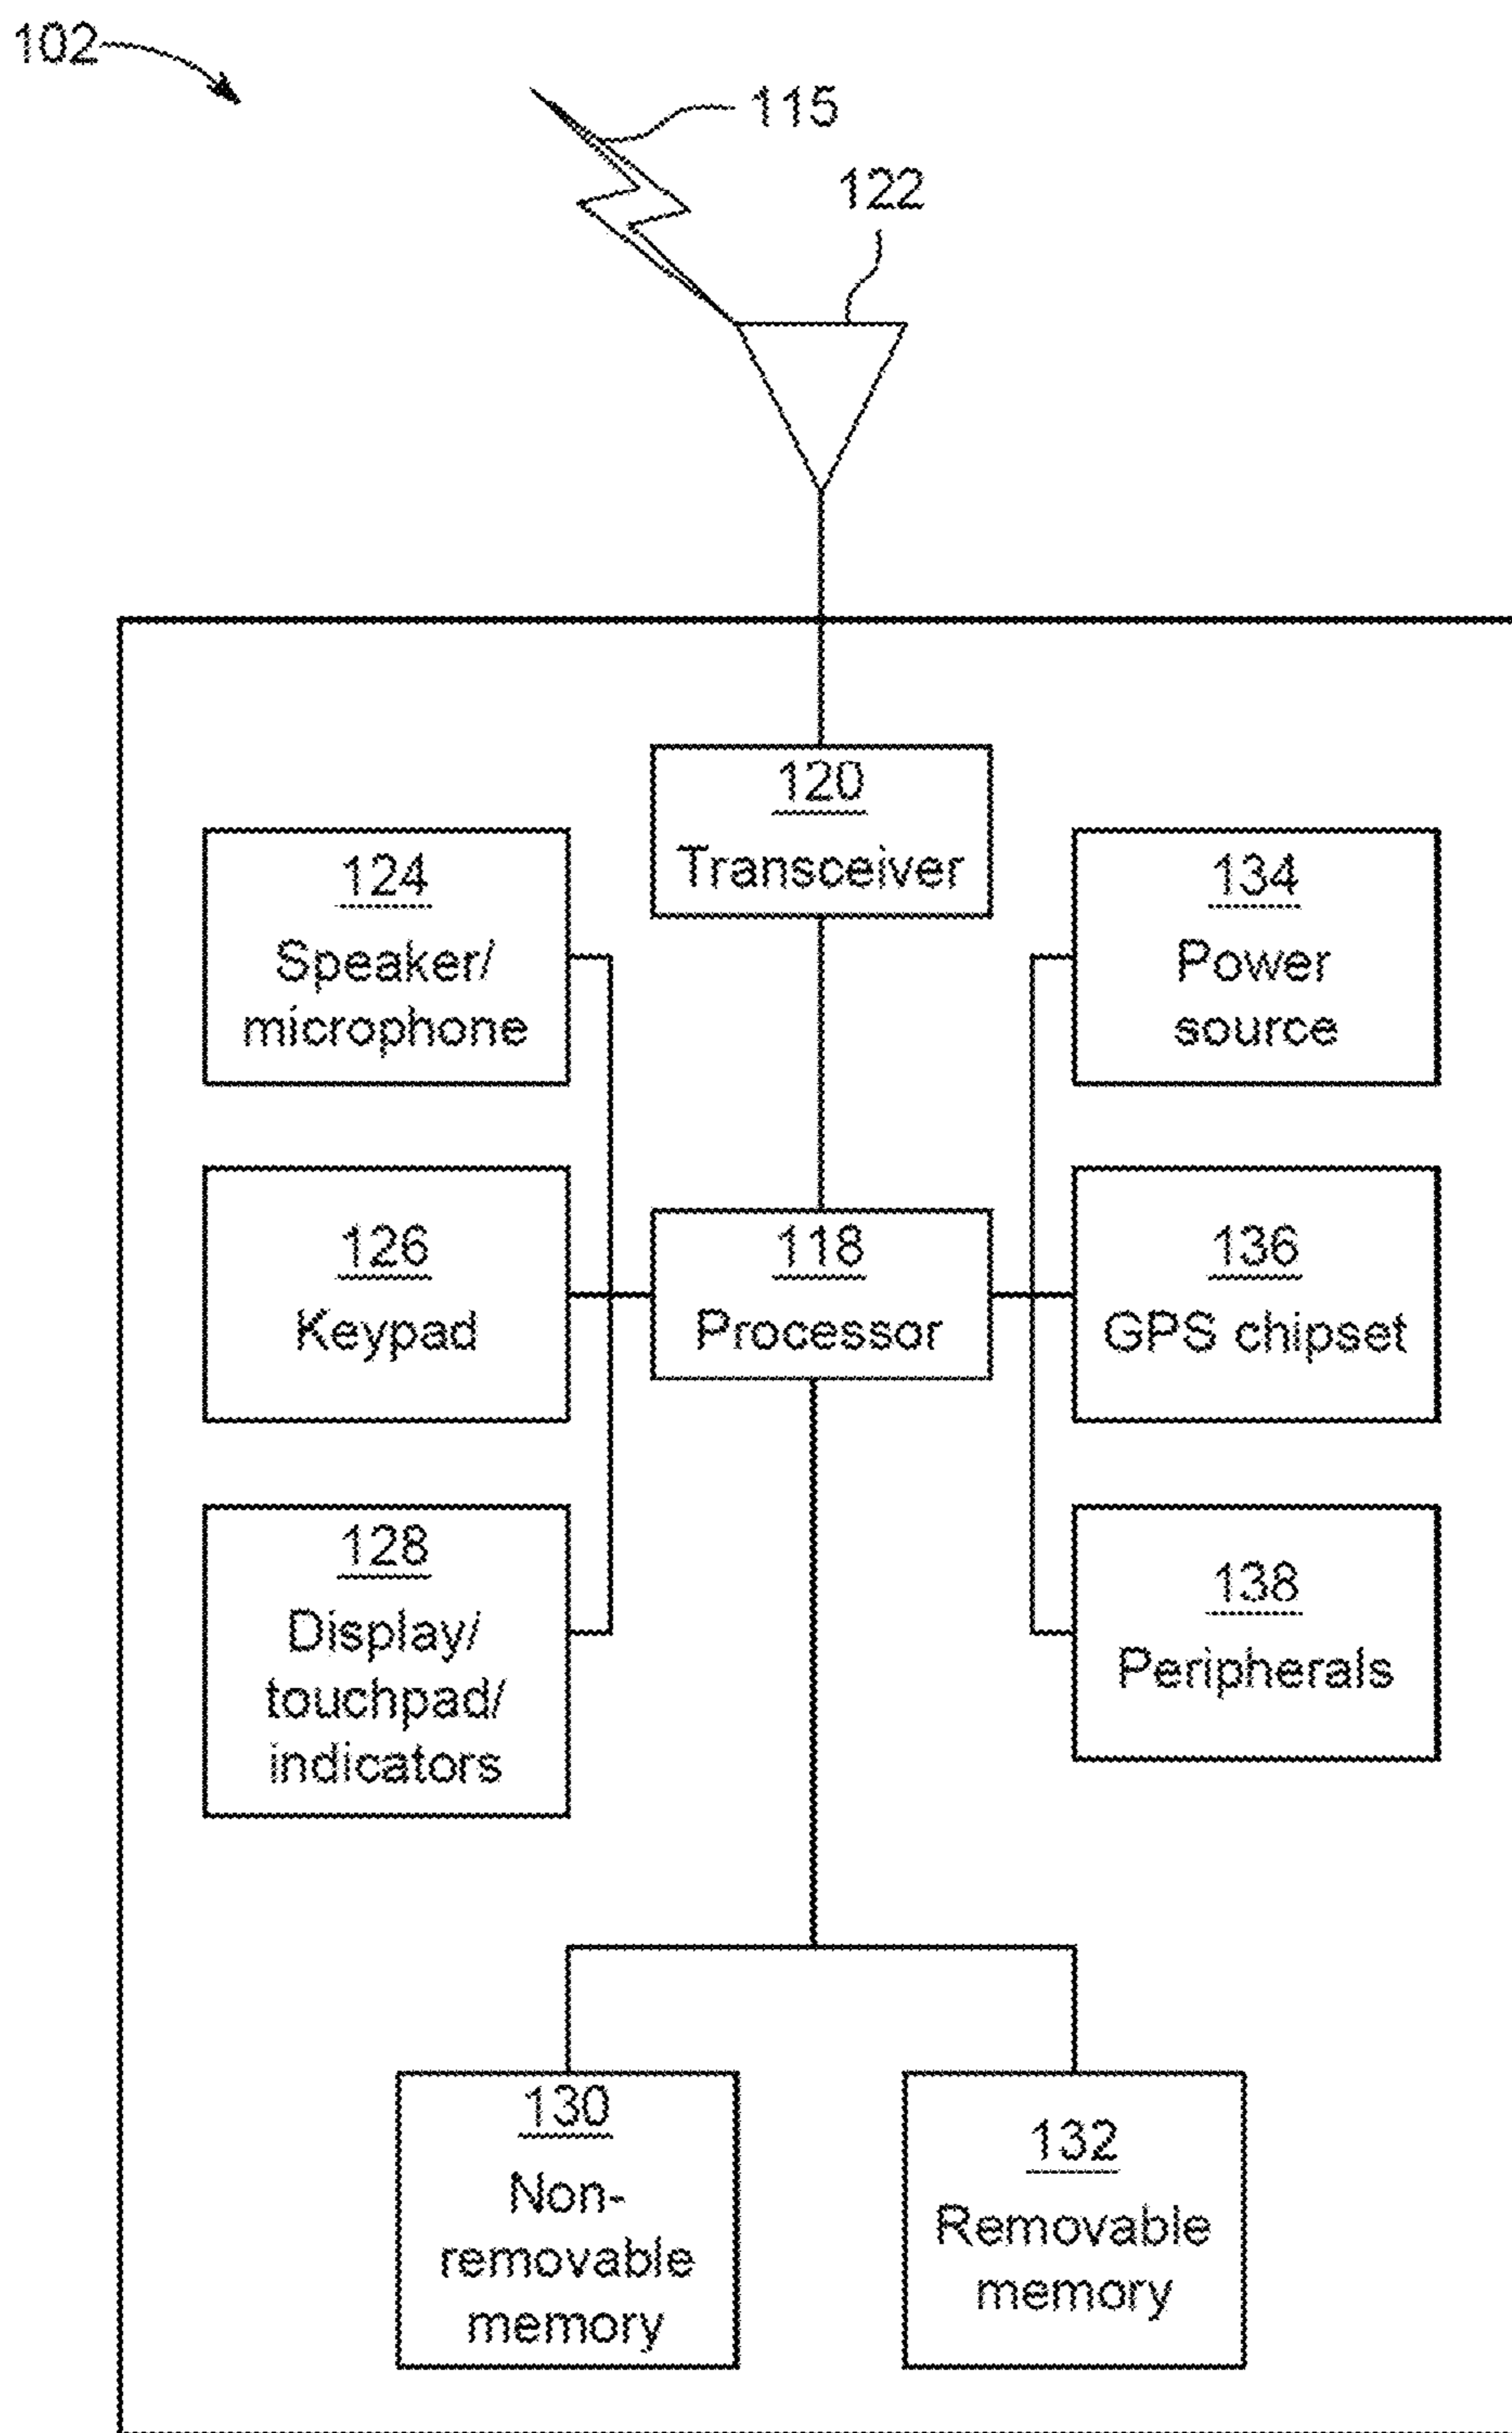 102
115
122
120
Transceiver
124
Speaker/
microphone
134
Power
source
126
Keypad
118
Processor
136
GPS chipset
128
Display/
touchpad/
indicators
138
Peripherals
130
Non-
removable
memory
132
Removable
memory